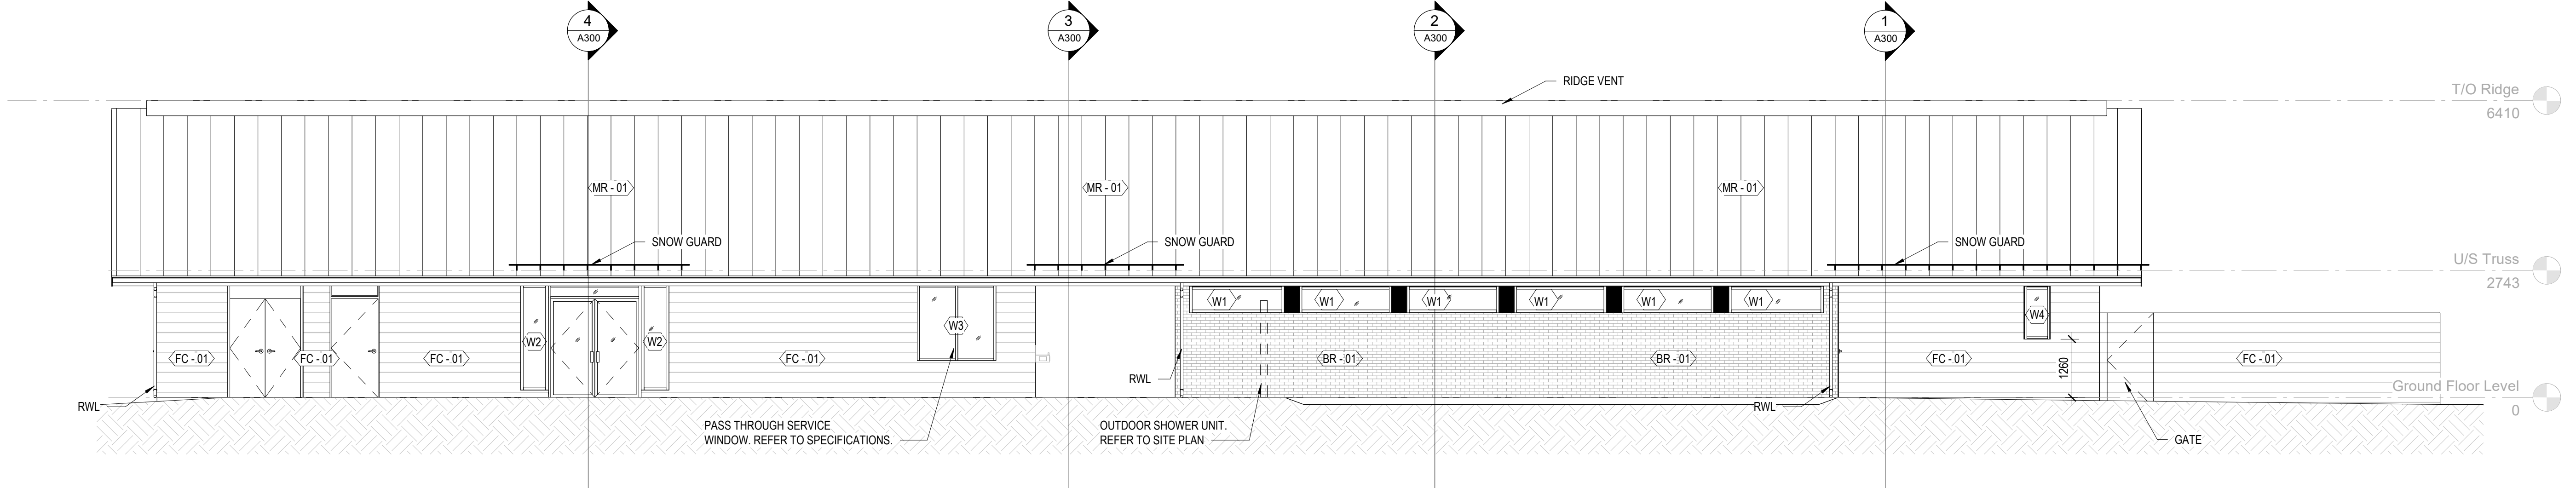 4
A300
3
A300
2
A300
1
A300
RIDGE VENT
T/O Ridge
6410
MR - 01
MR - 01
MR - 01
SNOW GUARD
SNOW GUARD
SNOW GUARD
U/S Truss
2743
W1
W1
W1
W1
W1
W1
W2
W2
W3
W4
FC - 01
FC - 01
FC - 01
FC - 01
BR - 01
BR - 01
FC - 01
FC - 01
1260
RWL
RWL
RWL
Ground Floor Level
0
PASS THROUGH SERVICE
WINDOW. REFER TO SPECIFICATIONS.
OUTDOOR SHOWER UNIT.
REFER TO SITE PLAN
GATE